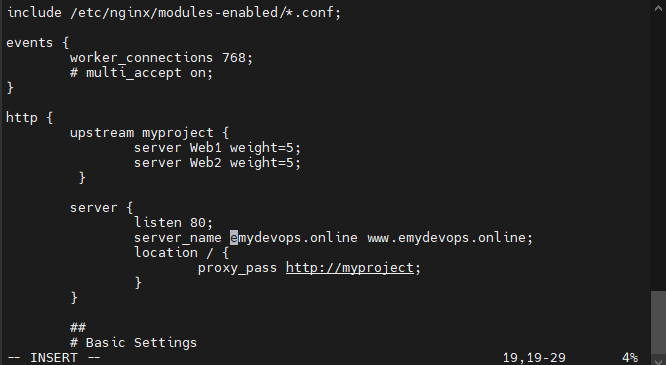 include /etc/nginx/modules-enabled/*.conf;
events {
worker_connections 768;
# multi_accept on;
}
http {
upstream myproject {
server Web1 weight=5;
server Web2 weight=5;
}
server {
listen 80;
server_name emydevops.online www.emydevops.online;
location / {
proxy_pass http://myproject;
}
}
##
# Basic Settings
-- INSERT -- 19,19-29 4%